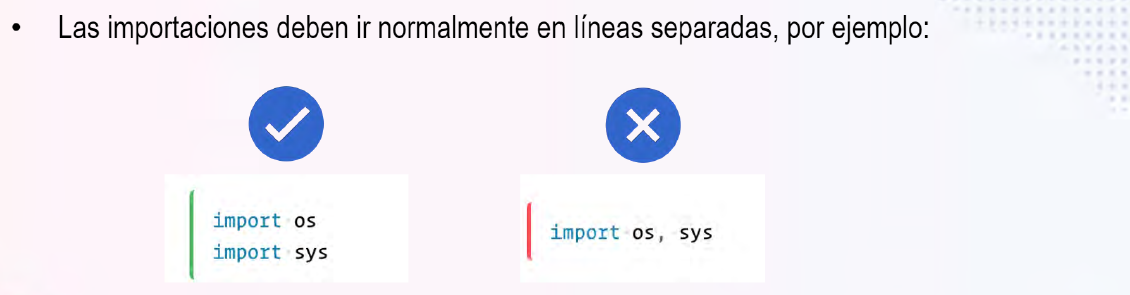 • Las importaciones deben ir normalmente en líneas separadas, por ejemplo:
import os
import sys
import os, sys